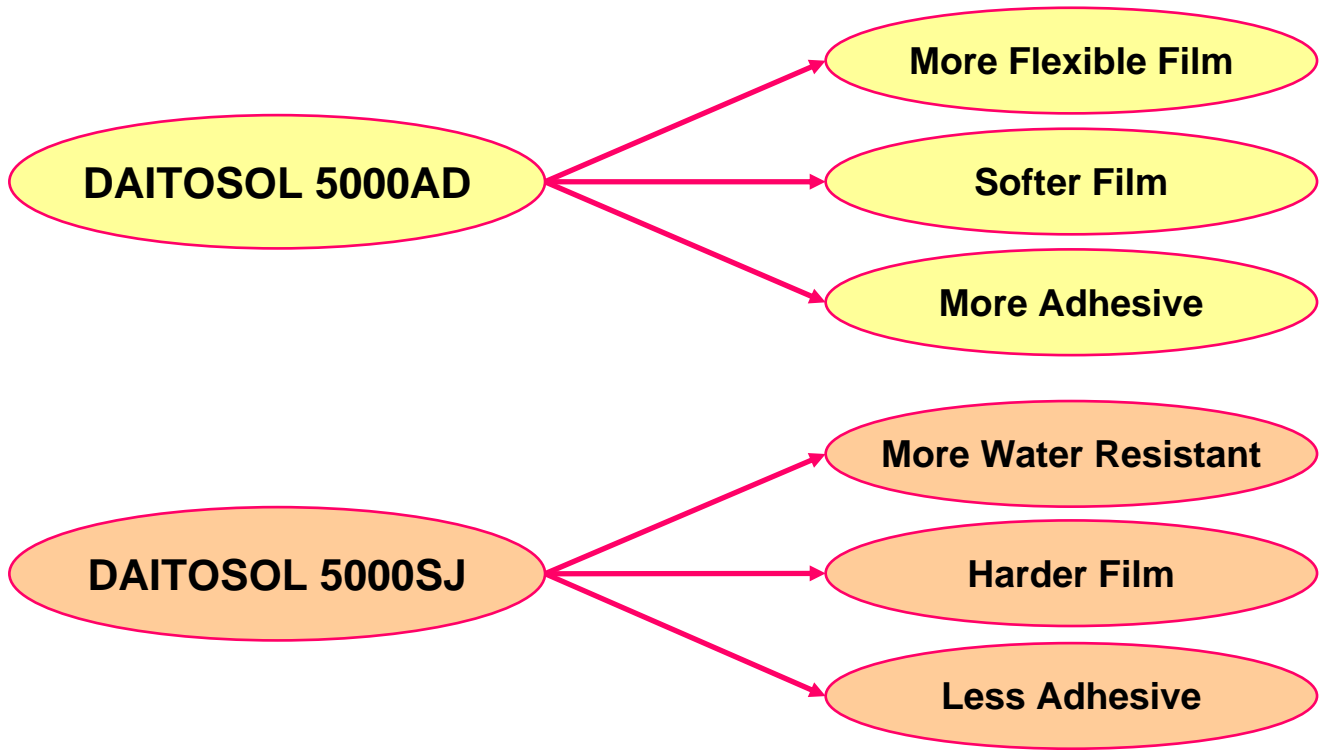 DAITOSOL 5000AD
More Flexible Film
Softer Film
More Adhesive
DAITOSOL 5000SJ
More Water Resistant
Harder Film
Less Adhesive